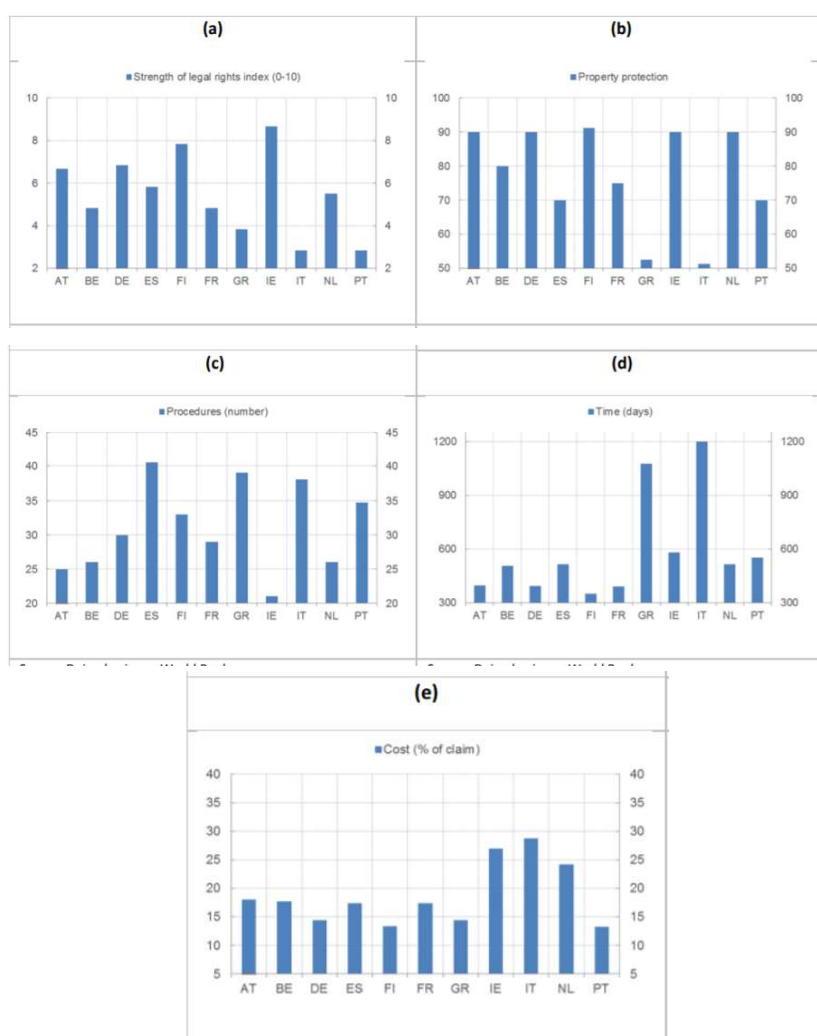 (a) (b)
Strength of legal rights index (0-10) Property protection
10 10 100 100
8 8 90 90
80 80
6 6
70 70
4 4
60 60
2 2 50 50
AT BE DE ES FI FR GR IE IT NL PT AT BE DE ES FI FR GR IE IT NL PT
(c) (d)
Procedures (number) Time (days)
45 45 1200 1200
40 40
35 35 900 900
30 30
600 600
25 25
20 20 300 300
AT BE DE ES FI FR GR IE IT NL PT AT BE DE ES FI FR GR IE IT NL PT
(e)
Cost (% of claim)
40 40
35 35
30 30
25 25
20 20
15 15
10 10
5 5
AT BE DE ES FI FR GR IE IT NL PT